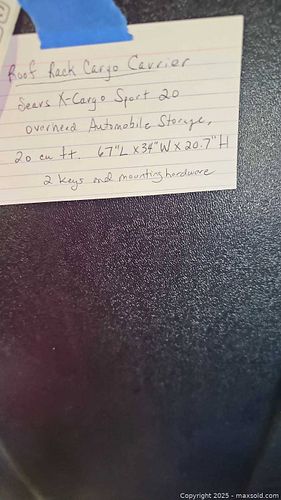 Roof Rack Cargo Carrier
Sears X-Cargo Sport 20
overhead Automobile Storage,
20 cu ft. 67"L x 34"W x 20.7"H
2 keys and mounting hardware
Copyright 2025 - maxsold.com